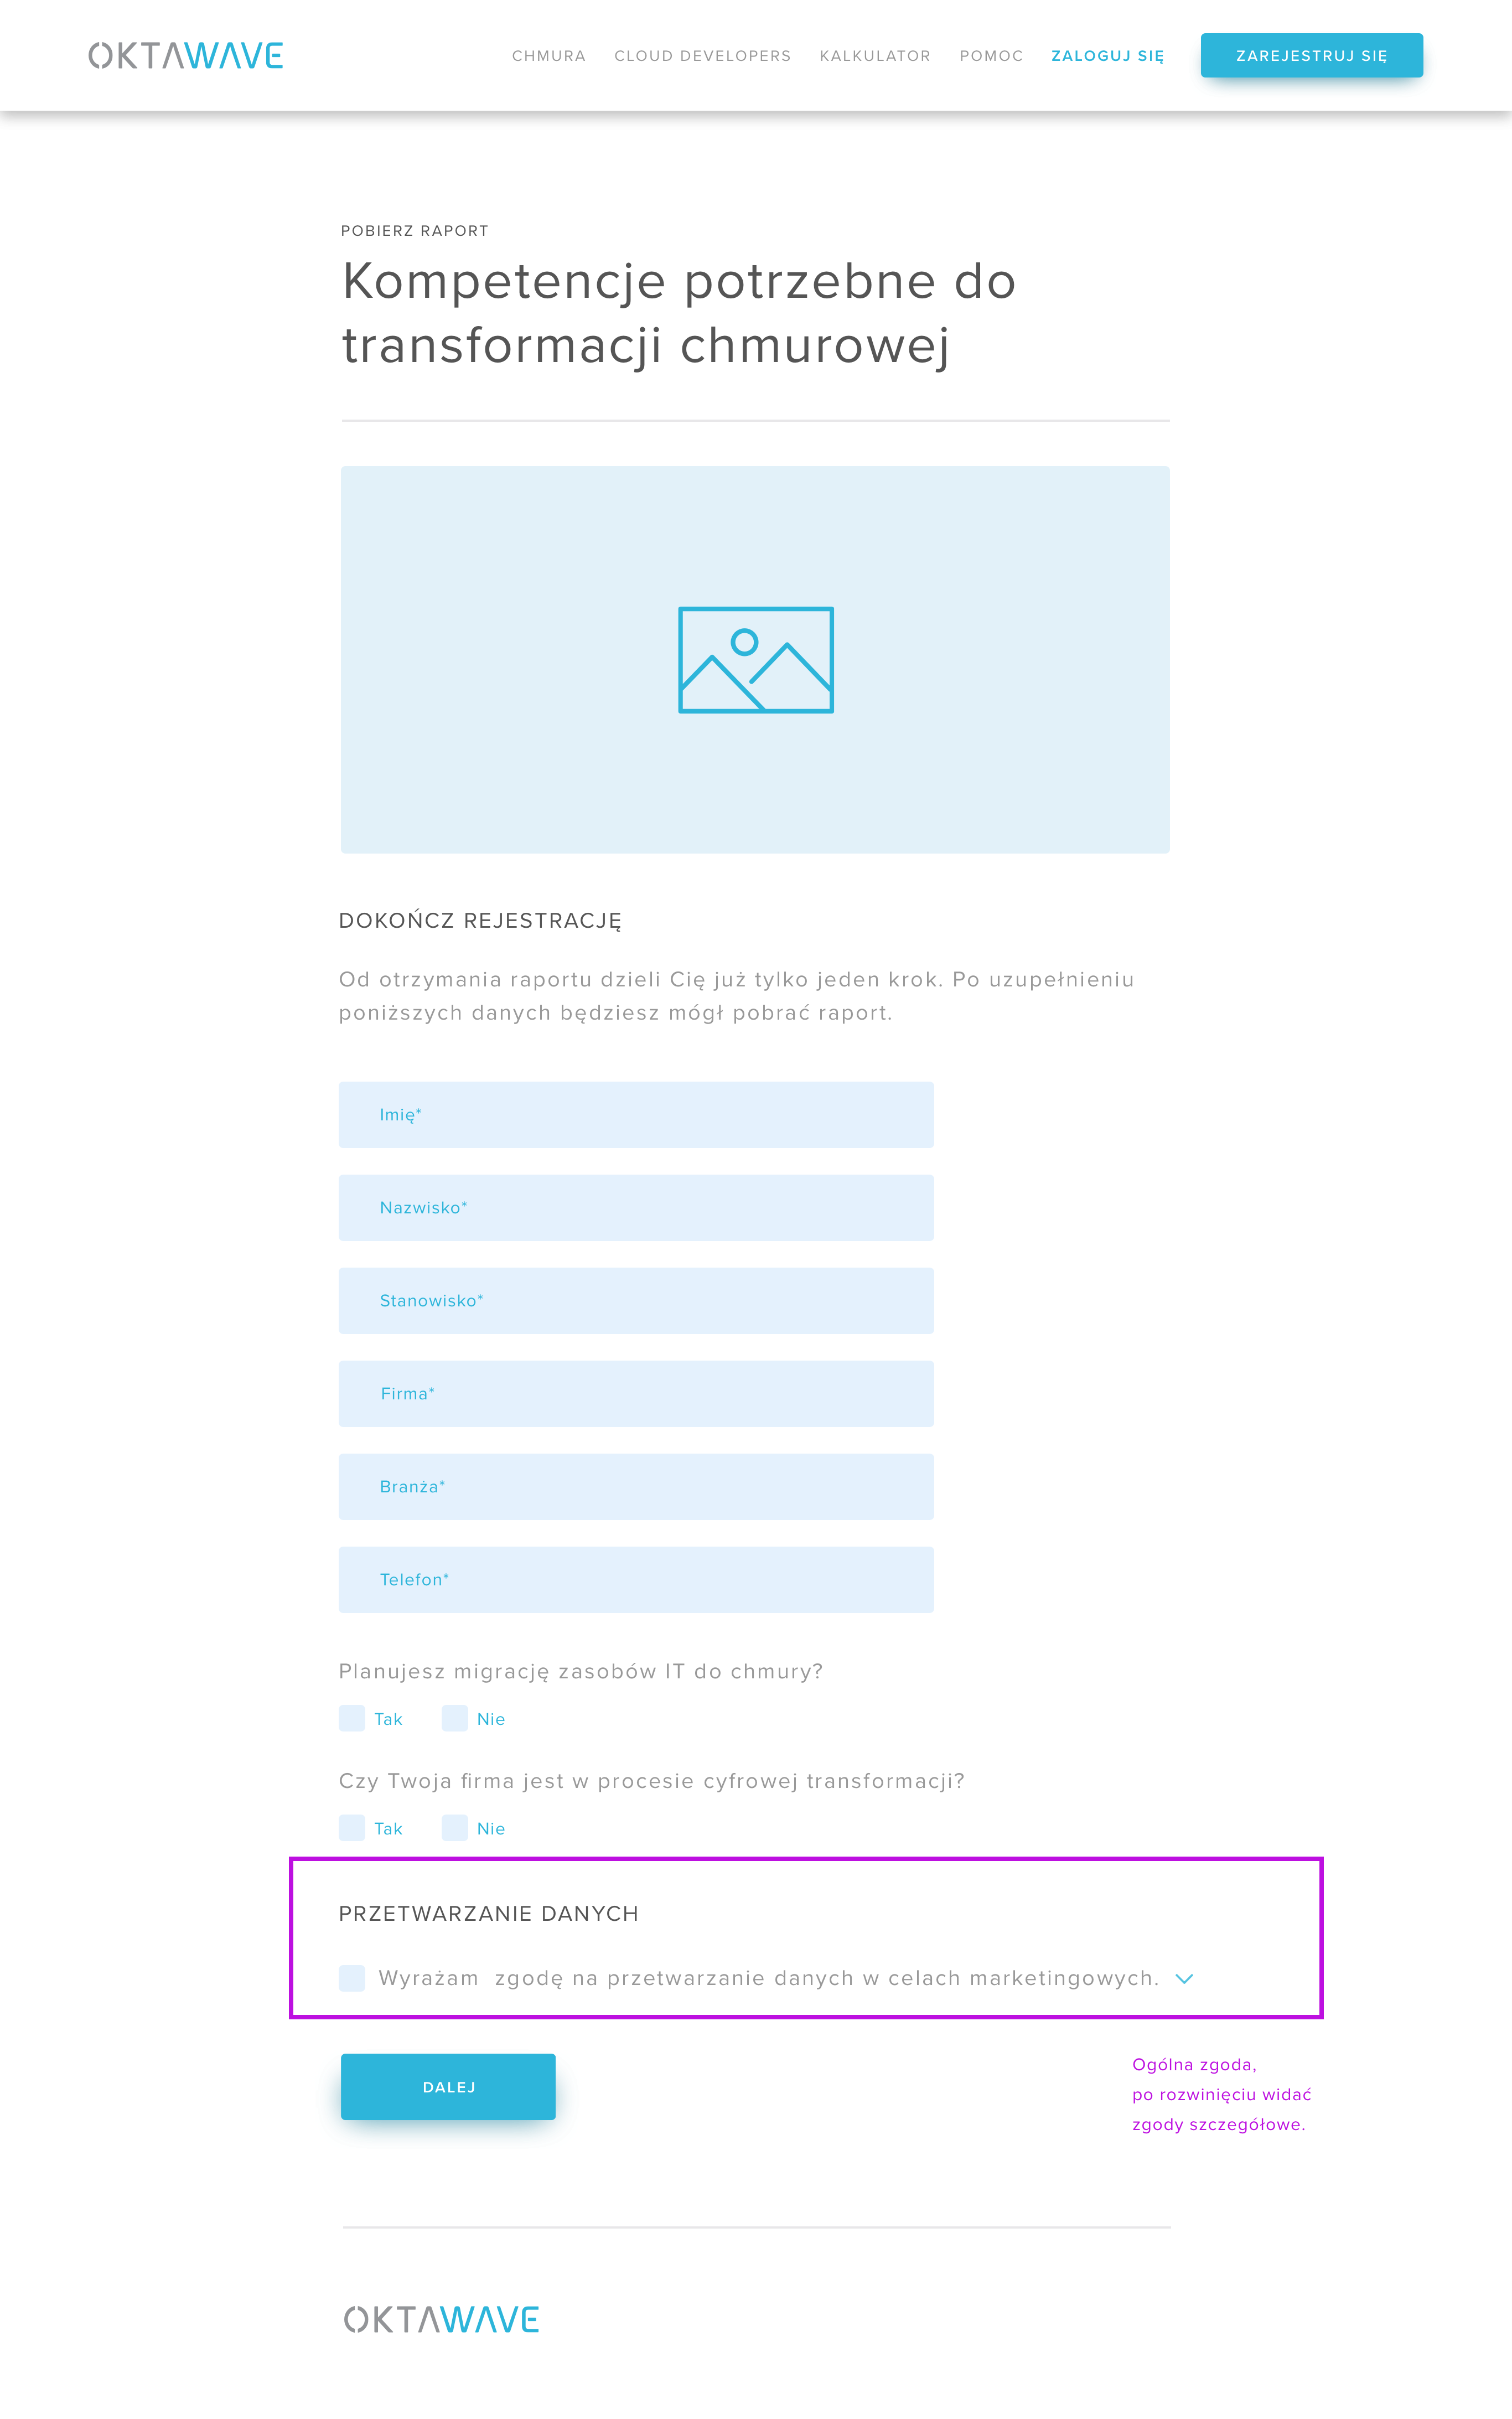 OKTAWAVE
CHMURA CLOUD DEVELOPERS KALKULATOR POMOC ZALOGUJ SIĘ ZAREJESTRUJ SIĘ
POBIERZ RAPORT
Kompetencje potrzebne do
transformacji chmurowej
DOKOŃCZ REJESTRACJĘ
Od otrzymania raportu dzieli Cię już tylko jeden krok. Po uzupełnieniu
poniższych danych będziesz mógł pobrać raport.
Imię*
Nazwisko*
Stanowisko*
Firma*
Branża*
Telefon*
Planujesz migrację zasobów IT do chmury?
Tak Nie
Czy Twoja firma jest w procesie cyfrowej transformacji?
Tak Nie
PRZETWARZANIE DANYCH
Wyrażam zgodę na przetwarzanie danych w celach marketingowych.
DALEJ
Ogólna zgoda,
po rozwinięciu widać
zgody szczegółowe.
OKTAWAVE